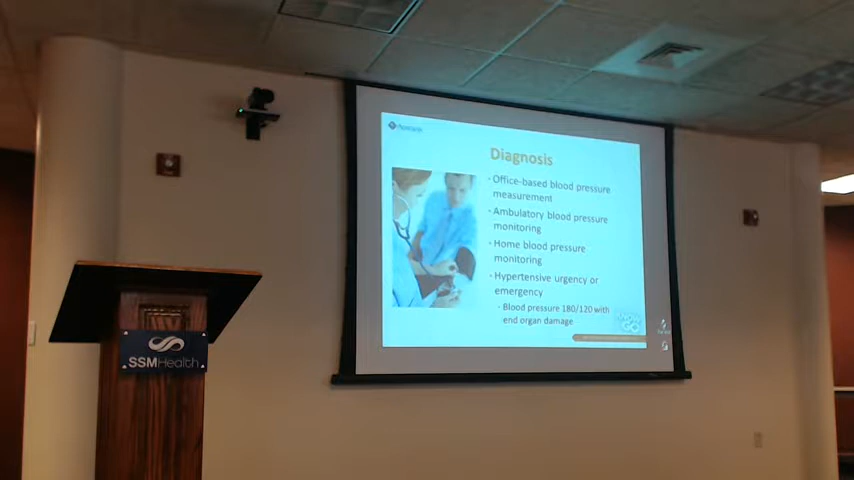 Diagnosis
- Office-based blood pressure
measurement
- Ambulatory blood pressure
monitoring
- Home blood pressure
monitoring
- Hypertensive urgency or
emergency
- Blood pressure 180/120 with
end organ damage
SSMHealth